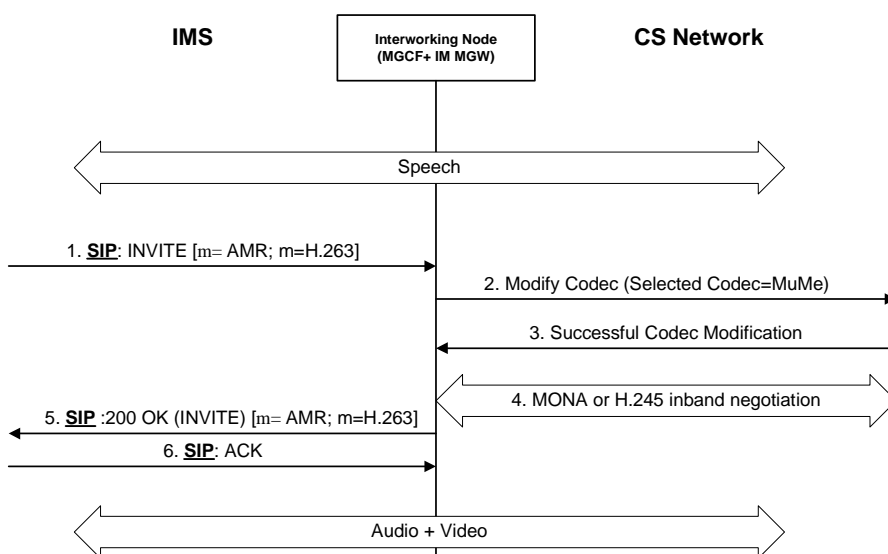 IMS
Interworking Node
(MGCF+ IM MGW)
CS Network
Speech
1. SIP: INVITE [m= AMR; m=H.263]
2. Modify Codec (Selected Codec=MuMe)
3. Successful Codec Modification
4. MONA or H.245 inband negotiation
5. SIP :200 OK (INVITE) [m= AMR; m=H.263]
6. SIP: ACK
Audio + Video